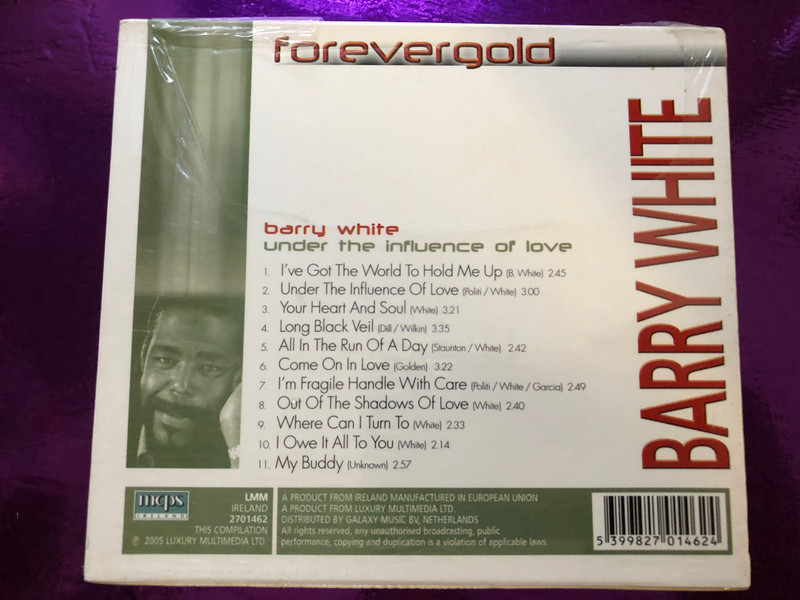 forevergold
BARRY WHITE
barry white
under the influence of love
1. I've Got The World To Hold Me Up (B. White) 2.45
2. Under The Influence Of Love (Politi / White) 3.00
3. Your Heart And Soul (White) 3.21
4. Long Black Veil (Dill / Wilkin) 3.35
5. All In The Run Of A Day (Staunton / White) 2.42
6. Come On In Love (Golden) 3.22
7. I'm Fragile Handle With Care (Politi / White / Garcia) 2.49
8. Out Of The Shadows Of Love (White) 2.40
9. Where Can I Turn To (White) 2.33
10. I Owe It All To You (White) 2.14
11. My Buddy (Unknown) 2.57
mcps
IRELAND
LMM
IRELAND
2701462
THIS COMPILATION
℗ 2005 LUXURY MULTIMEDIA LTD.
A PRODUCT FROM IRELAND MANUFACTURED IN EUROPEAN UNION
A PRODUCT FROM LUXURY MULTIMEDIA LTD.
DISTRIBUTED BY GALAXY MUSIC BV, NETHERLANDS
All rights reserved, any unauthorised broadcasting, public
performance, copying and duplication is a violation of applicable laws.
5 399827 014624